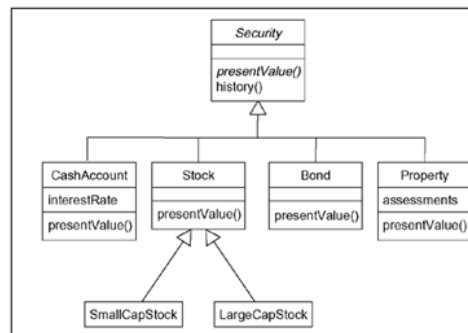 Security
presentValue()
history()
CashAccount
interestRate
presentValue()
Stock
presentValue()
Bond
presentValue()
Property
assessments
presentValue()
SmallCapStock
LargeCapStock